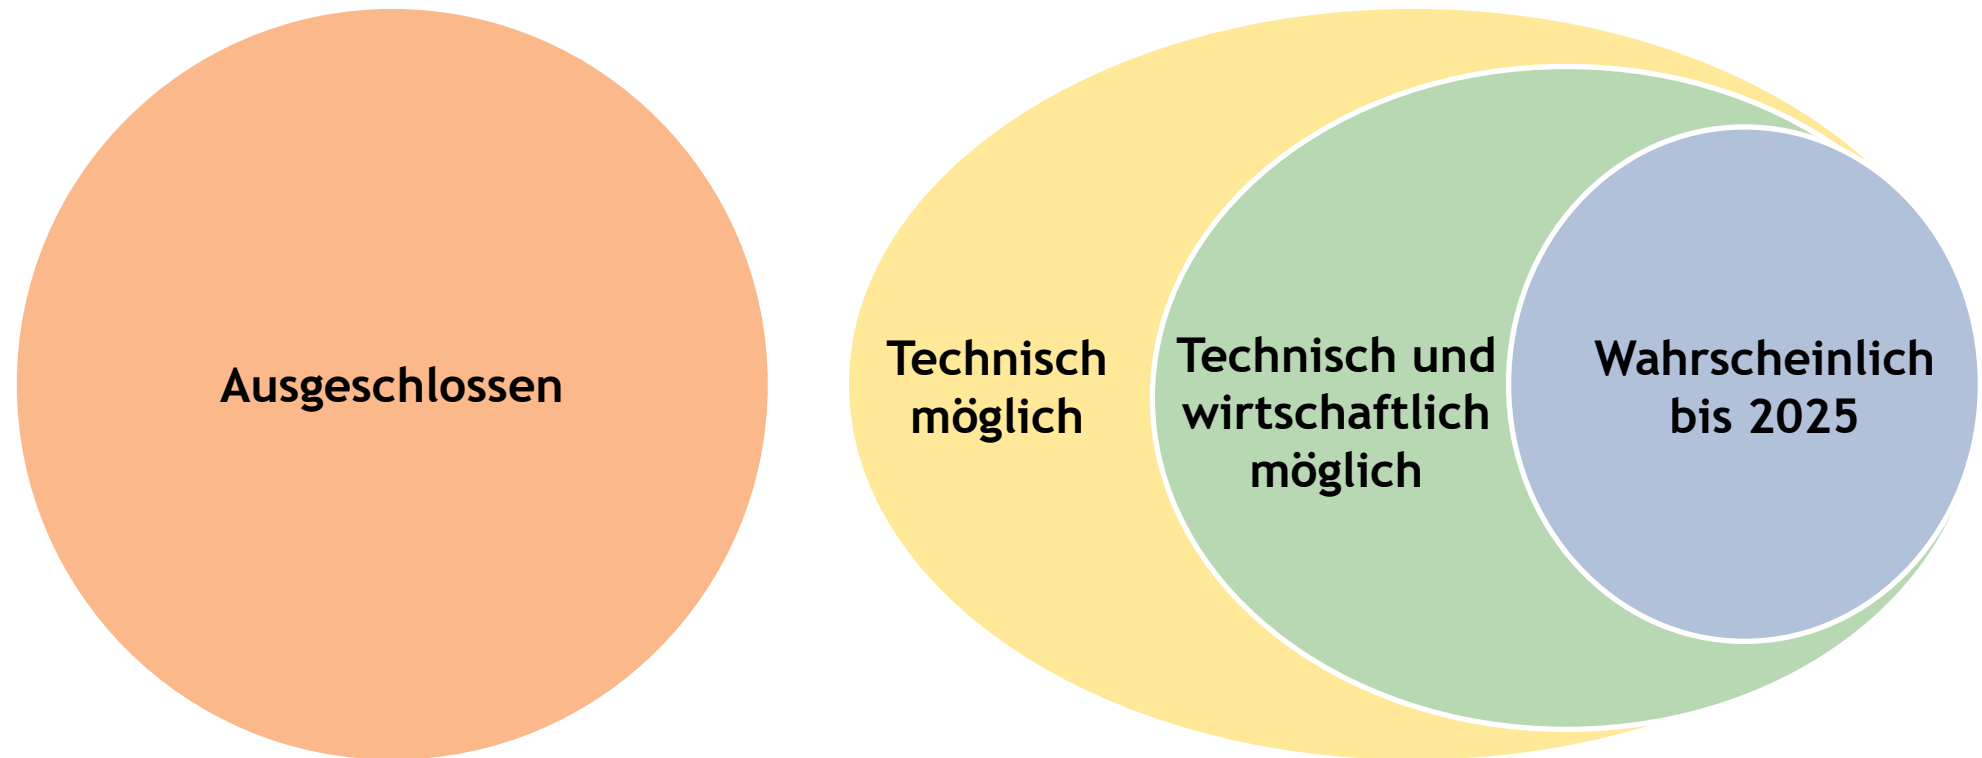 Ausgeschlossen
Technisch
möglich
Technisch und
wirtschaftlich
möglich
Wahrscheinlich
bis 2025